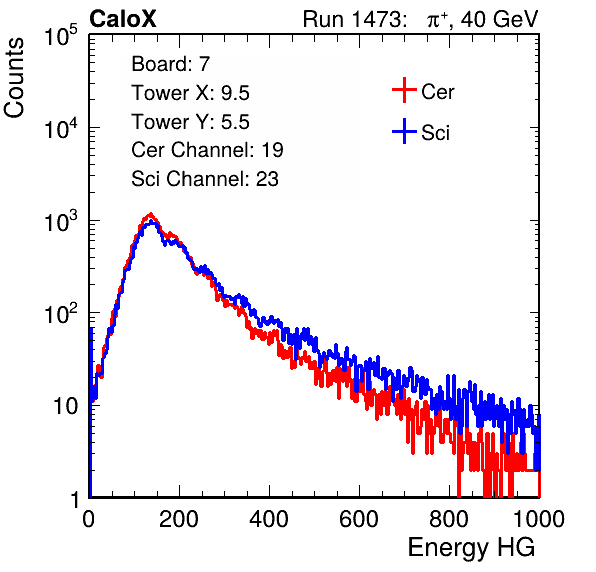 CaloX
Run 1473: π⁺, 40 GeV
Counts
10⁵
10⁴
10³
10²
10
1
Board: 7
Tower X: 9.5
Tower Y: 5.5
Cer Channel: 19
Sci Channel: 23
Cer
Sci
0 200 400 600 800 1000
Energy HG